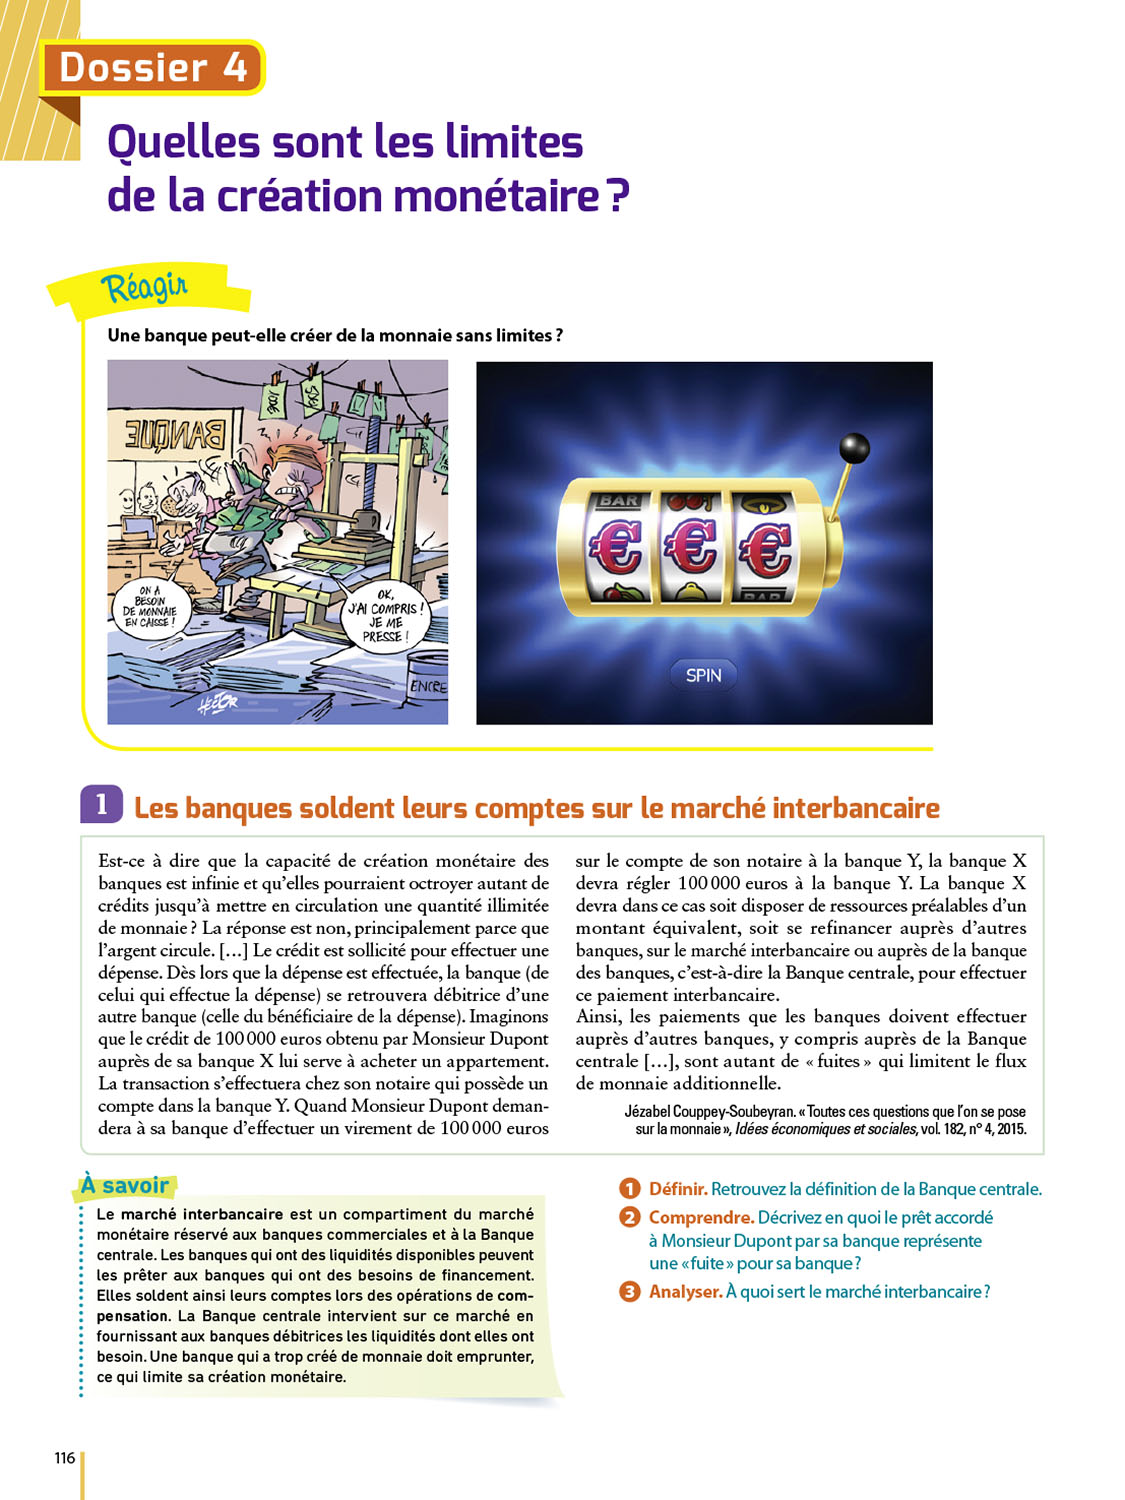 Dossier 4
Quelles sont les limites
de la création monétaire ?
Réagir
Une banque peut-elle créer de la monnaie sans limites ?
100€
50€
BANQUE
ON A
BESOIN
DE MONNAIE
EN CAISSE !
OK,
J'AI COMPRIS !
JE ME
PRESSE !
ENCRE
HECTOR
BAR
€ € €
BAR
SPIN
1 Les banques soldent leurs comptes sur le marché interbancaire
Est-ce à dire que la capacité de création monétaire des
banques est infinie et qu'elles pourraient octroyer autant de
crédits jusqu'à mettre en circulation une quantité illimitée
de monnaie ? La réponse est non, principalement parce que
l'argent circule. […] Le crédit est sollicité pour effectuer une
dépense. Dès lors que la dépense est effectuée, la banque (de
celui qui effectue la dépense) se retrouvera débitrice d'une
autre banque (celle du bénéficiaire de la dépense). Imaginons
que le crédit de 100 000 euros obtenu par Monsieur Dupont
auprès de sa banque X lui serve à acheter un appartement.
La transaction s'effectuera chez son notaire qui possède un
compte dans la banque Y. Quand Monsieur Dupont deman-
dera à sa banque d'effectuer un virement de 100 000 euros
sur le compte de son notaire à la banque Y, la banque X
devra régler 100 000 euros à la banque Y. La banque X
devra dans ce cas soit disposer de ressources préalables d'un
montant équivalent, soit se refinancer auprès d'autres
banques, sur le marché interbancaire ou auprès de la banque
des banques, c'est-à-dire la Banque centrale, pour effectuer
ce paiement interbancaire.
Ainsi, les paiements que les banques doivent effectuer
auprès d'autres banques, y compris auprès de la Banque
centrale […], sont autant de « fuites » qui limitent le flux
de monnaie additionnelle.
Jézabel Couppey-Soubeyran. « Toutes ces questions que l'on se pose
sur la monnaie », Idées économiques et sociales, vol. 182, n° 4, 2015.
À savoir
Le marché interbancaire est un compartiment du marché
monétaire réservé aux banques commerciales et à la Banque
centrale. Les banques qui ont des liquidités disponibles peuvent
les prêter aux banques qui ont des besoins de financement.
Elles soldent ainsi leurs comptes lors des opérations de com-
pensation. La Banque centrale intervient sur ce marché en
fournissant aux banques débitrices les liquidités dont elles ont
besoin. Une banque qui a trop créé de monnaie doit emprunter,
ce qui limite sa création monétaire.
1 Définir. Retrouvez la définition de la Banque centrale.
2 Comprendre. Décrivez en quoi le prêt accordé
à Monsieur Dupont par sa banque représente
une « fuite » pour sa banque ?
3 Analyser. À quoi sert le marché interbancaire ?
116